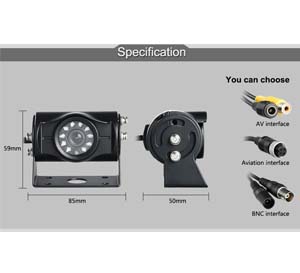 Specification
You can choose
AV interface
59mm
Aviation interface
85mm
50mm
BNC interface